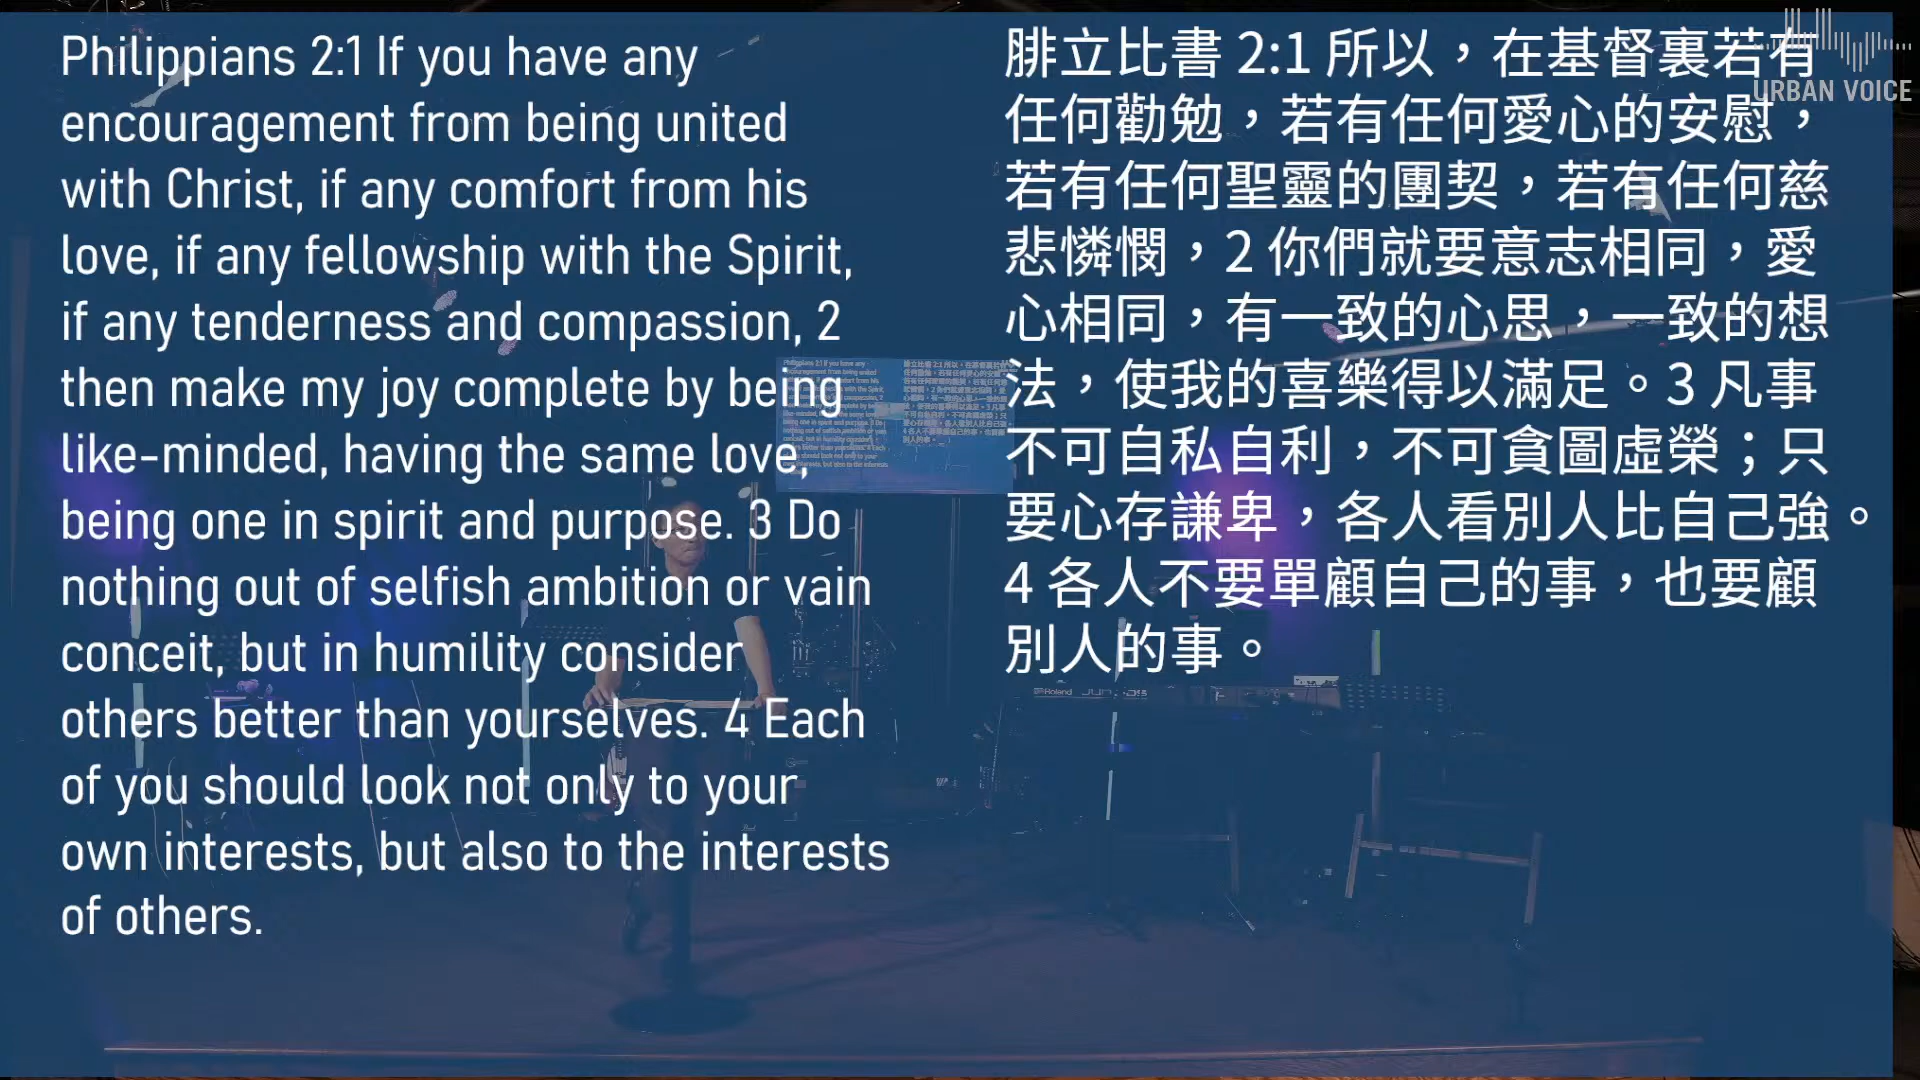 Philippians 2:1 If you have any
encouragement from being united
with Christ, if any comfort from his
love, if any fellowship with the Spirit,
if any tenderness and compassion, 2
then make my joy complete by being
like-minded, having the same love,
being one in spirit and purpose. 3 Do
nothing out of selfish ambition or vain
conceit, but in humility consider
others better than yourselves. 4 Each
of you should look not only to your
own interests, but also to the interests
of others.
腓立比書 2:1 所以，在基督裏若有
任何勸勉，若有任何愛心的安慰，
若有任何聖靈的團契，若有任何慈
悲憐憫，2 你們就要意志相同，愛
心相同，有一致的心思，一致的想
法，使我的喜樂得以滿足。3 凡事
不可自私自利，不可貪圖虛榮；只
要心存謙卑，各人看別人比自己強。
4 各人不要單顧自己的事，也要顧
別人的事。
URBAN VOICE
Roland JUNO-DS